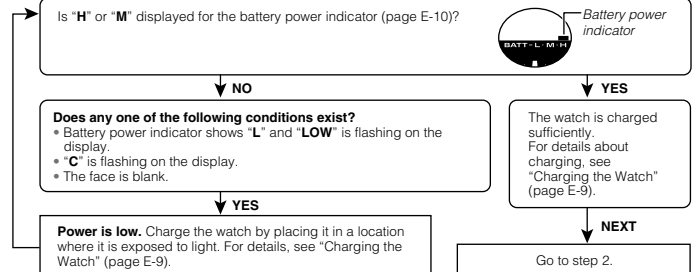 Is “H” or “M” displayed for the battery power indicator (page E-10)?
Battery power
indicator
BATT - L - M - H
NO
YES
Does any one of the following conditions exist?
• Battery power indicator shows “L” and “LOW” is flashing on the
display.
• “C” is flashing on the display.
• The face is blank.
The watch is charged
sufficiently.
For details about
charging, see
“Charging the Watch”
(page E-9).
YES
NEXT
Power is low. Charge the watch by placing it in a location
where it is exposed to light. For details, see “Charging the
Watch” (page E-9).
Go to step 2.